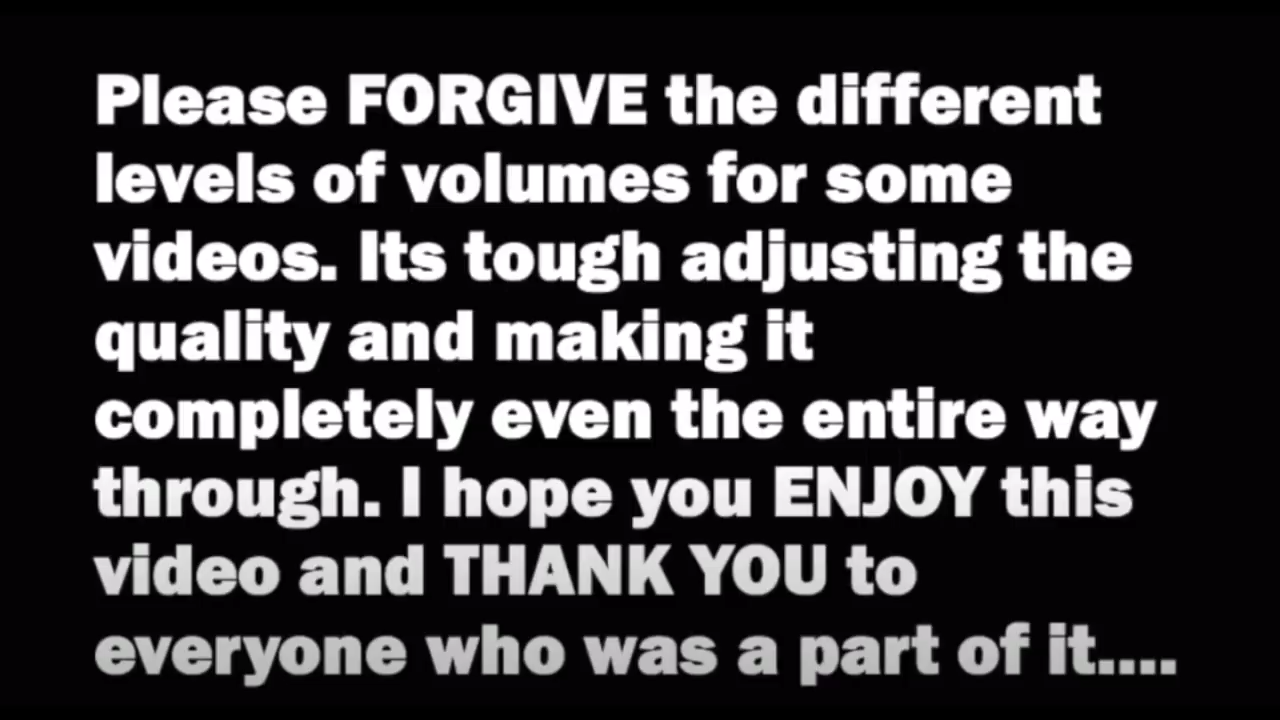 Please FORGIVE the different
levels of volumes for some
videos. Its tough adjusting the
quality and making it
completely even the entire way
through. I hope you ENJOY this
video and THANK YOU to
everyone who was a part of it....